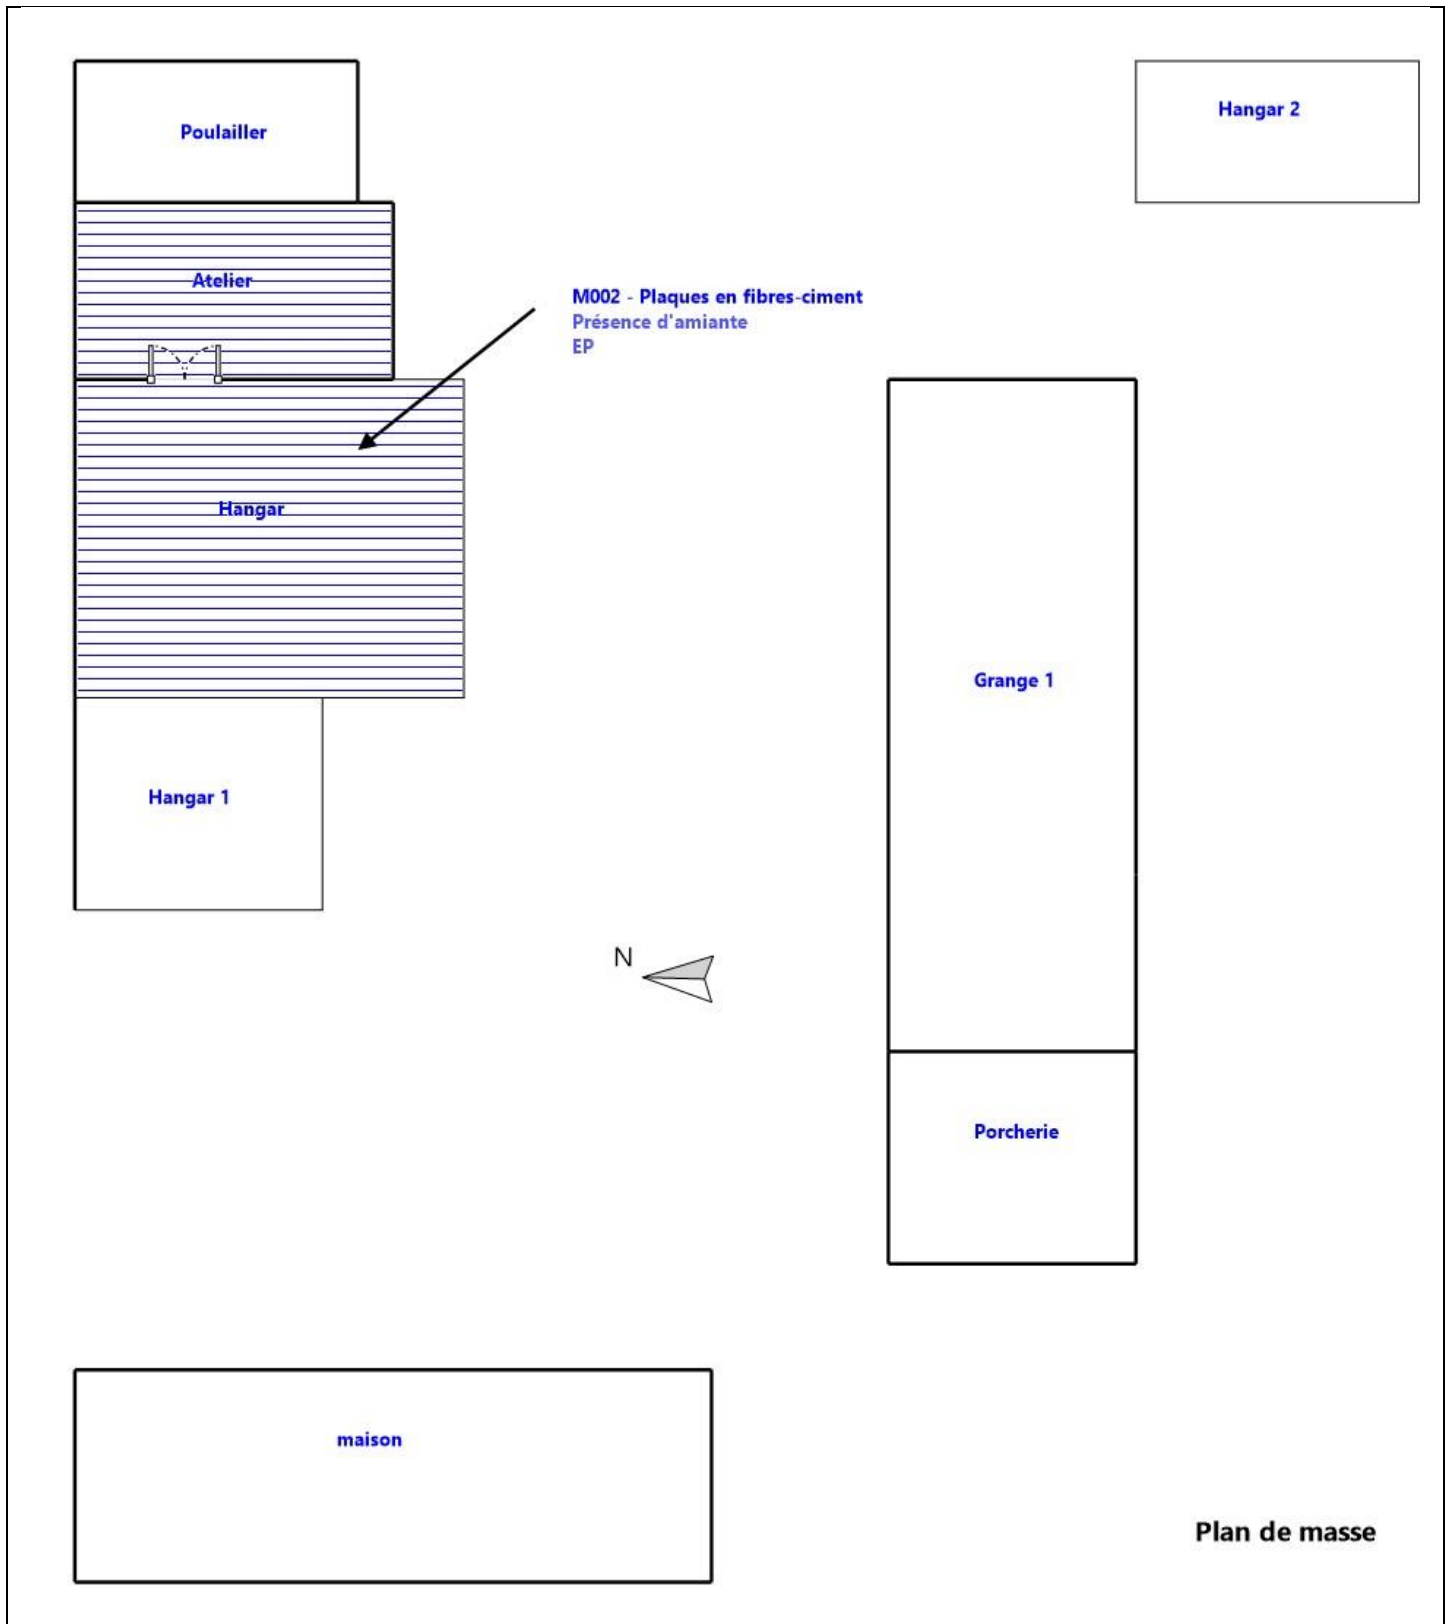 Poulailler
Hangar 2
Atelier
M002 - Plaques en fibres-ciment
Présence d'amiante
EP
Hangar
Grange 1
Hangar 1
N
Porcherie
maison
Plan de masse